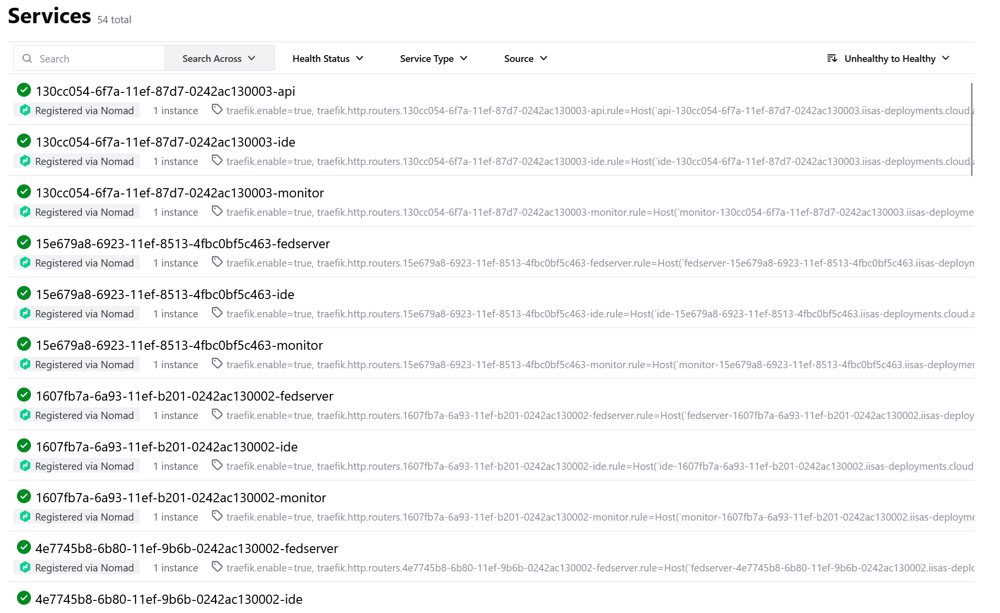 Services 54 total
Search Search Across Health Status Service Type Source Unhealthy to Healthy
130cc054-6f7a-11ef-87d7-0242ac130003-api
Registered via Nomad 1 instance traefik.enable=true, traefik.http.routers.130cc054-6f7a-11ef-87d7-0242ac130003-api.rule=Host(`api-130cc054-6f7a-11ef-87d7-0242ac130003.iisas-deployments.cloud.a
130cc054-6f7a-11ef-87d7-0242ac130003-ide
Registered via Nomad 1 instance traefik.enable=true, traefik.http.routers.130cc054-6f7a-11ef-87d7-0242ac130003-ide.rule=Host(`ide-130cc054-6f7a-11ef-87d7-0242ac130003.iisas-deployments.cloud.a
130cc054-6f7a-11ef-87d7-0242ac130003-monitor
Registered via Nomad 1 instance traefik.enable=true, traefik.http.routers.130cc054-6f7a-11ef-87d7-0242ac130003-monitor.rule=Host(`monitor-130cc054-6f7a-11ef-87d7-0242ac130003.iisas-deployme
15e679a8-6923-11ef-8513-4fbc0bf5c463-fedserver
Registered via Nomad 1 instance traefik.enable=true, traefik.http.routers.15e679a8-6923-11ef-8513-4fbc0bf5c463-fedserver.rule=Host(`fedserver-15e679a8-6923-11ef-8513-4fbc0bf5c463.iisas-deploym
15e679a8-6923-11ef-8513-4fbc0bf5c463-ide
Registered via Nomad 1 instance traefik.enable=true, traefik.http.routers.15e679a8-6923-11ef-8513-4fbc0bf5c463-ide.rule=Host(`ide-15e679a8-6923-11ef-8513-4fbc0bf5c463.iisas-deployments.cloud.a
15e679a8-6923-11ef-8513-4fbc0bf5c463-monitor
Registered via Nomad 1 instance traefik.enable=true, traefik.http.routers.15e679a8-6923-11ef-8513-4fbc0bf5c463-monitor.rule=Host(`monitor-15e679a8-6923-11ef-8513-4fbc0bf5c463.iisas-deploymen
1607fb7a-6a93-11ef-b201-0242ac130002-fedserver
Registered via Nomad 1 instance traefik.enable=true, traefik.http.routers.1607fb7a-6a93-11ef-b201-0242ac130002-fedserver.rule=Host(`fedserver-1607fb7a-6a93-11ef-b201-0242ac130002.iisas-deploy
1607fb7a-6a93-11ef-b201-0242ac130002-ide
Registered via Nomad 1 instance traefik.enable=true, traefik.http.routers.1607fb7a-6a93-11ef-b201-0242ac130002-ide.rule=Host(`ide-1607fb7a-6a93-11ef-b201-0242ac130002.iisas-deployments.cloud.
1607fb7a-6a93-11ef-b201-0242ac130002-monitor
Registered via Nomad 1 instance traefik.enable=true, traefik.http.routers.1607fb7a-6a93-11ef-b201-0242ac130002-monitor.rule=Host(`monitor-1607fb7a-6a93-11ef-b201-0242ac130002.iisas-deployme
4e7745b8-6b80-11ef-9b6b-0242ac130002-fedserver
Registered via Nomad 1 instance traefik.enable=true, traefik.http.routers.4e7745b8-6b80-11ef-9b6b-0242ac130002-fedserver.rule=Host(`fedserver-4e7745b8-6b80-11ef-9b6b-0242ac130002.iisas-deplo
4e7745b8-6b80-11ef-9b6b-0242ac130002-ide